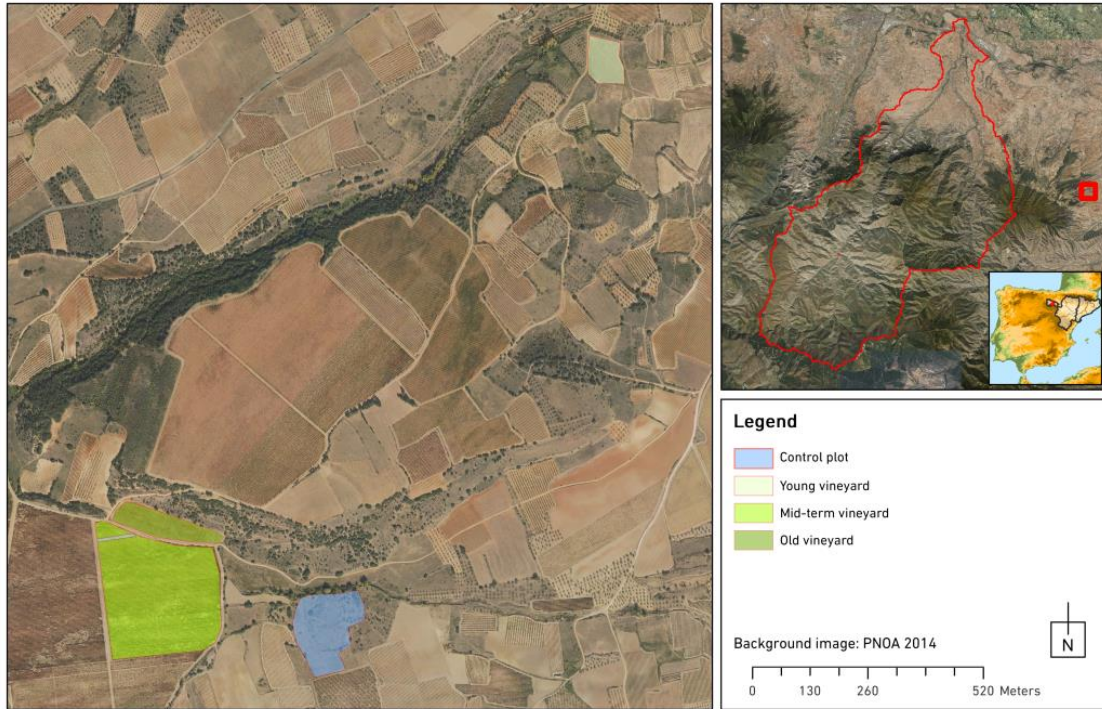 Legend
Control plot
Young vineyard
Mid-term vineyard
Old vineyard
Background image: PNOA 2014
N
0 130 260 520 Meters